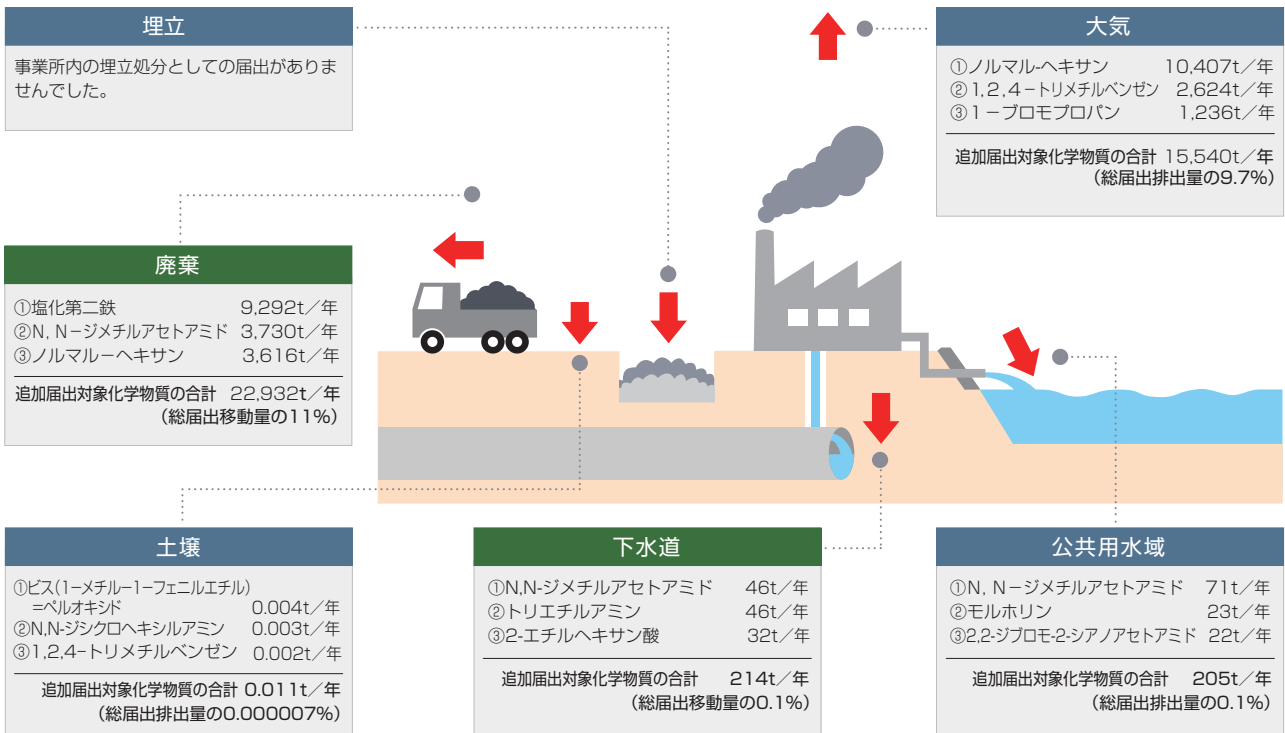 埋立
事業所内の埋立処分としての届出がありま
せんでした。
大気
①ノルマル-ヘキサン 10,407t／年
②1,2,4－トリメチルベンゼン 2,624t／年
③1－ブロモプロパン 1,236t／年
追加届出対象化学物質の合計 15,540t／年
（総届出排出量の9.7%）
廃棄
①塩化第二鉄 9,292t／年
②N, N－ジメチルアセトアミド 3,730t／年
③ノルマル－ヘキサン 3,616t／年
追加届出対象化学物質の合計 22,932t／年
（総届出移動量の11%）
土壌
①ビス(1－メチル－1－フェニルエチル)
=ペルオキシド 0.004t／年
②N,N-ジシクロヘキシルアミン 0.003t／年
③1,2,4－トリメチルベンゼン 0.002t／年
追加届出対象化学物質の合計 0.011t／年
（総届出排出量の0.000007%）
下水道
①N,N-ジメチルアセトアミド 46t／年
②トリエチルアミン 46t／年
③2-エチルヘキサン酸 32t／年
追加届出対象化学物質の合計 214t／年
（総届出移動量の0.1%）
公共用水域
①N, N－ジメチルアセトアミド 71t／年
②モルホリン 23t／年
③2,2-ジブロモ-2-シアノアセトアミド 22t／年
追加届出対象化学物質の合計 205t／年
（総届出排出量の0.1%）